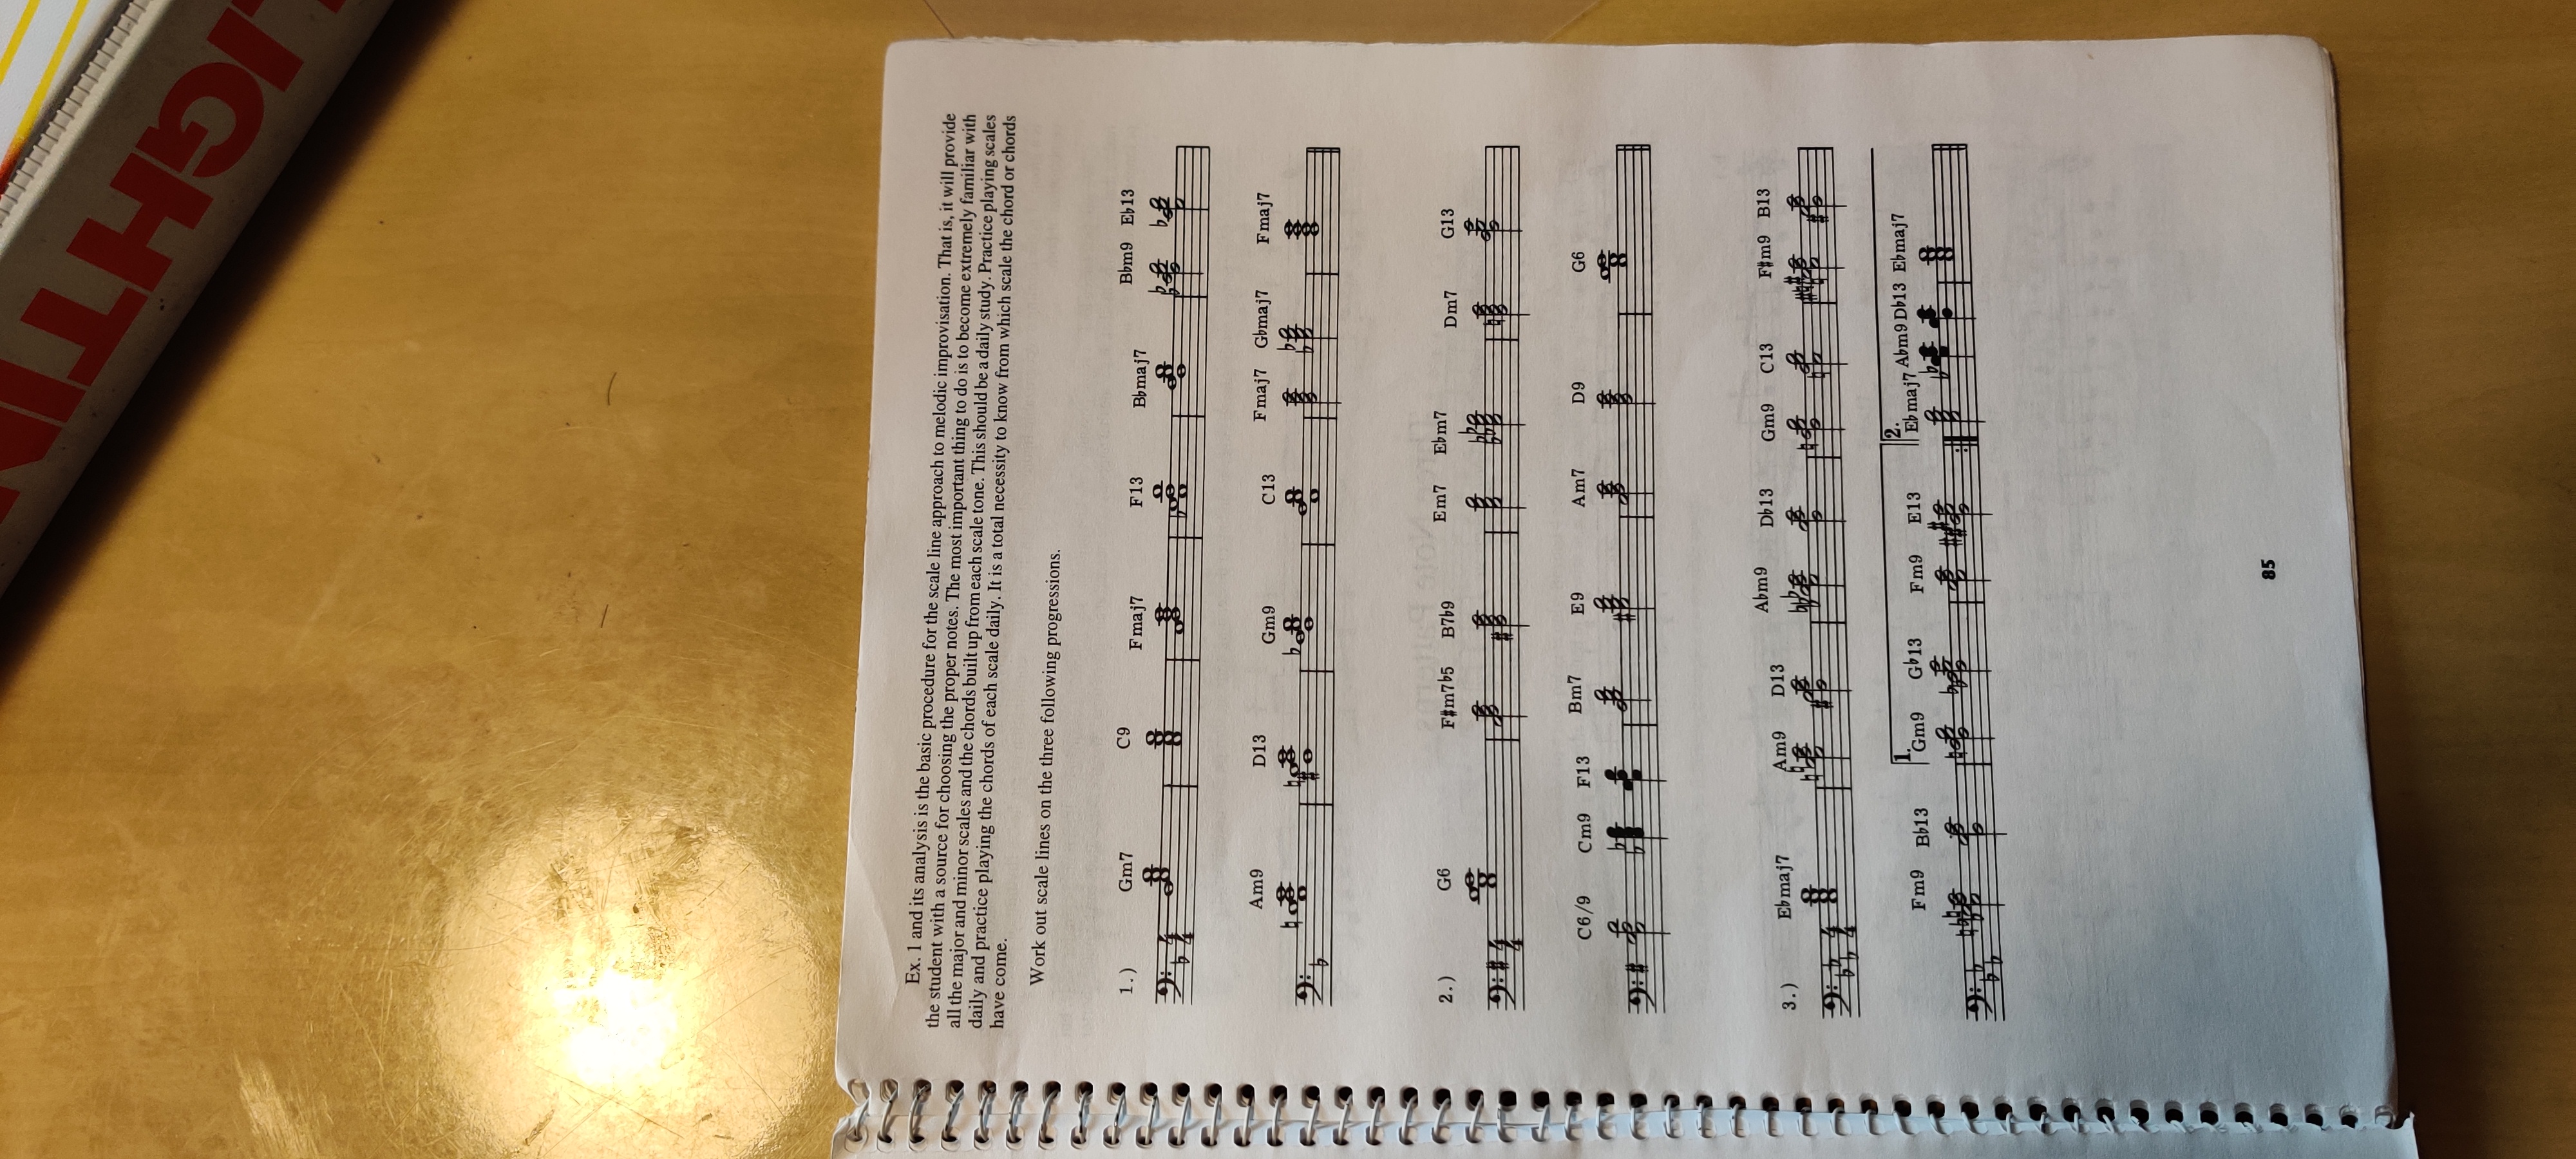 LIGHTIN
Ex. 1 and its analysis is the basic procedure for the scale line approach to melodic improvisation. That is, it will provide
the student with a source for choosing the proper notes. The most important thing to do is to become extremely familiar with
all the major and minor scales and the chords built up from each scale tone. This should be a daily study. Practice playing scales
daily and practice playing the chords of each scale daily. It is a total necessity to know from which scale the chord or chords
have come.
Work out scale lines on the three following progressions.
1.) Gm7 C9 Fmaj7 F13 B♭maj7 B♭m9 E♭13
4/4
Am9 D13 Gm9 C13 Fmaj7 G♭maj7 Fmaj7
2.) G6 F#m7♭5 B7♭9 Em7 E♭m7 Dm7 G13
4/4
C6/9 Cm9 F13 Bm7 E9 Am7 D9 G6
3.) E♭maj7 Am9 D13 A♭m9 D♭13 Gm9 C13 F#m9 B13
4/4
Fm9 B♭13 1. Gm9 G♭13 Fm9 E13 2. E♭maj7 A♭m9 D♭13 E♭maj7
85